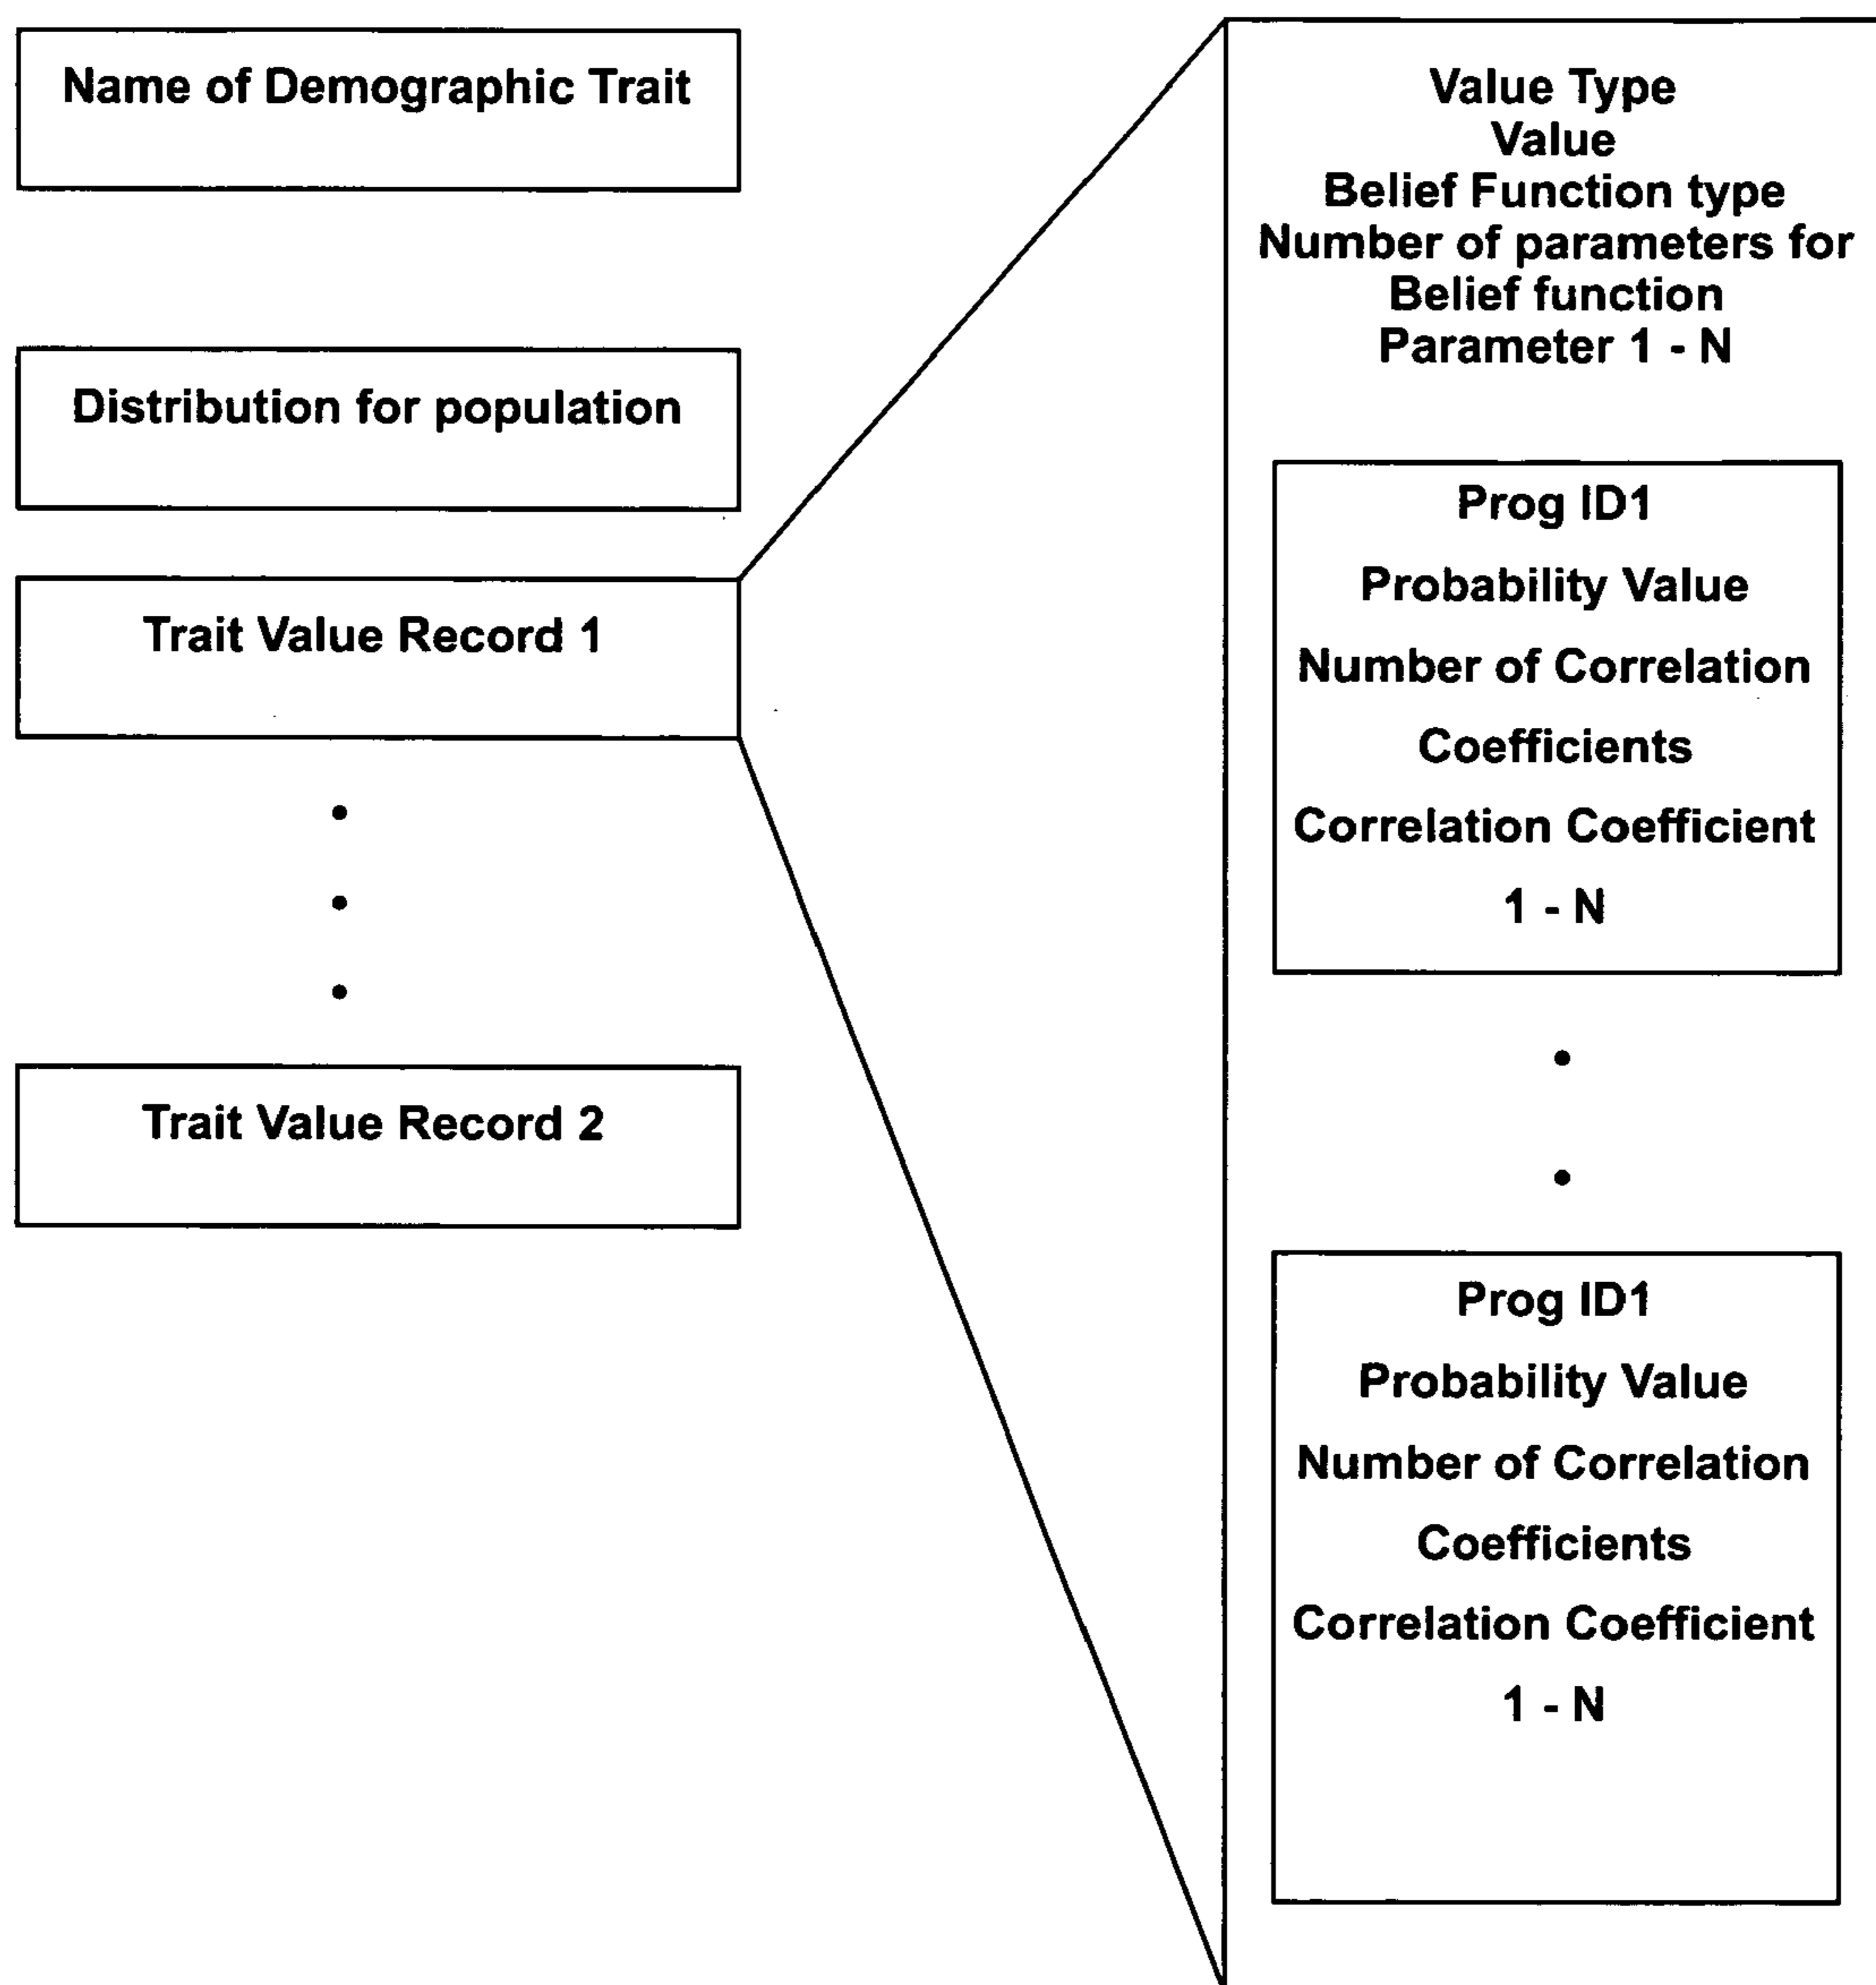 Name of Demographic Trait
Distribution for population
Trait Value Record 1
Trait Value Record 2
Value Type
Value
Belief Function type
Number of parameters for
Belief function
Parameter 1 - N
Prog ID1
Probability Value
Number of Correlation
Coefficients
Correlation Coefficient
1 - N
Prog ID1
Probability Value
Number of Correlation
Coefficients
Correlation Coefficient
1 - N